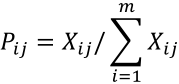 P_{ij} = X_{ij} / \sum_{i=1}^{m} X_{ij}